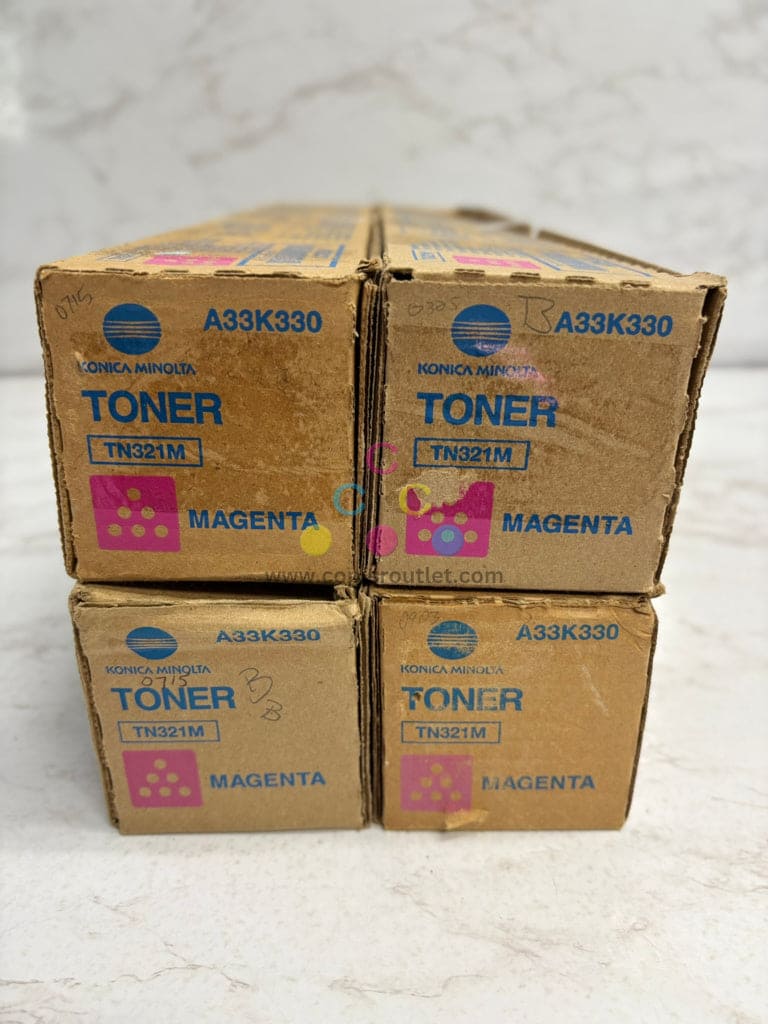 0715
A33K330
KONICA MINOLTA
TONER
TN321M
MAGENTA
0325
B
A33K330
KONICA MINOLTA
TONER
TN321M
MAGENTA
C
C C
www.copieroutlet.com
A33K330
KONICA MINOLTA
0715
TONER
B
B
TN321M
MAGENTA
A33K330
KONICA MINOLTA
TONER
TN321M
MAGENTA